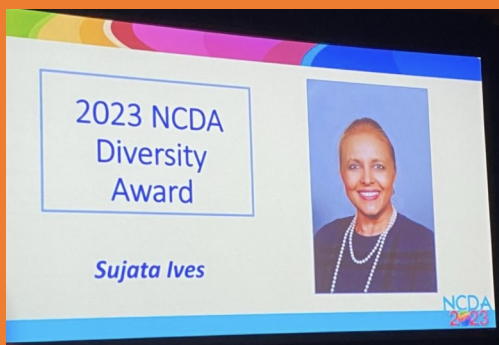 2023 NCDA
Diversity
Award
Sujata Ives
NCDA
2023